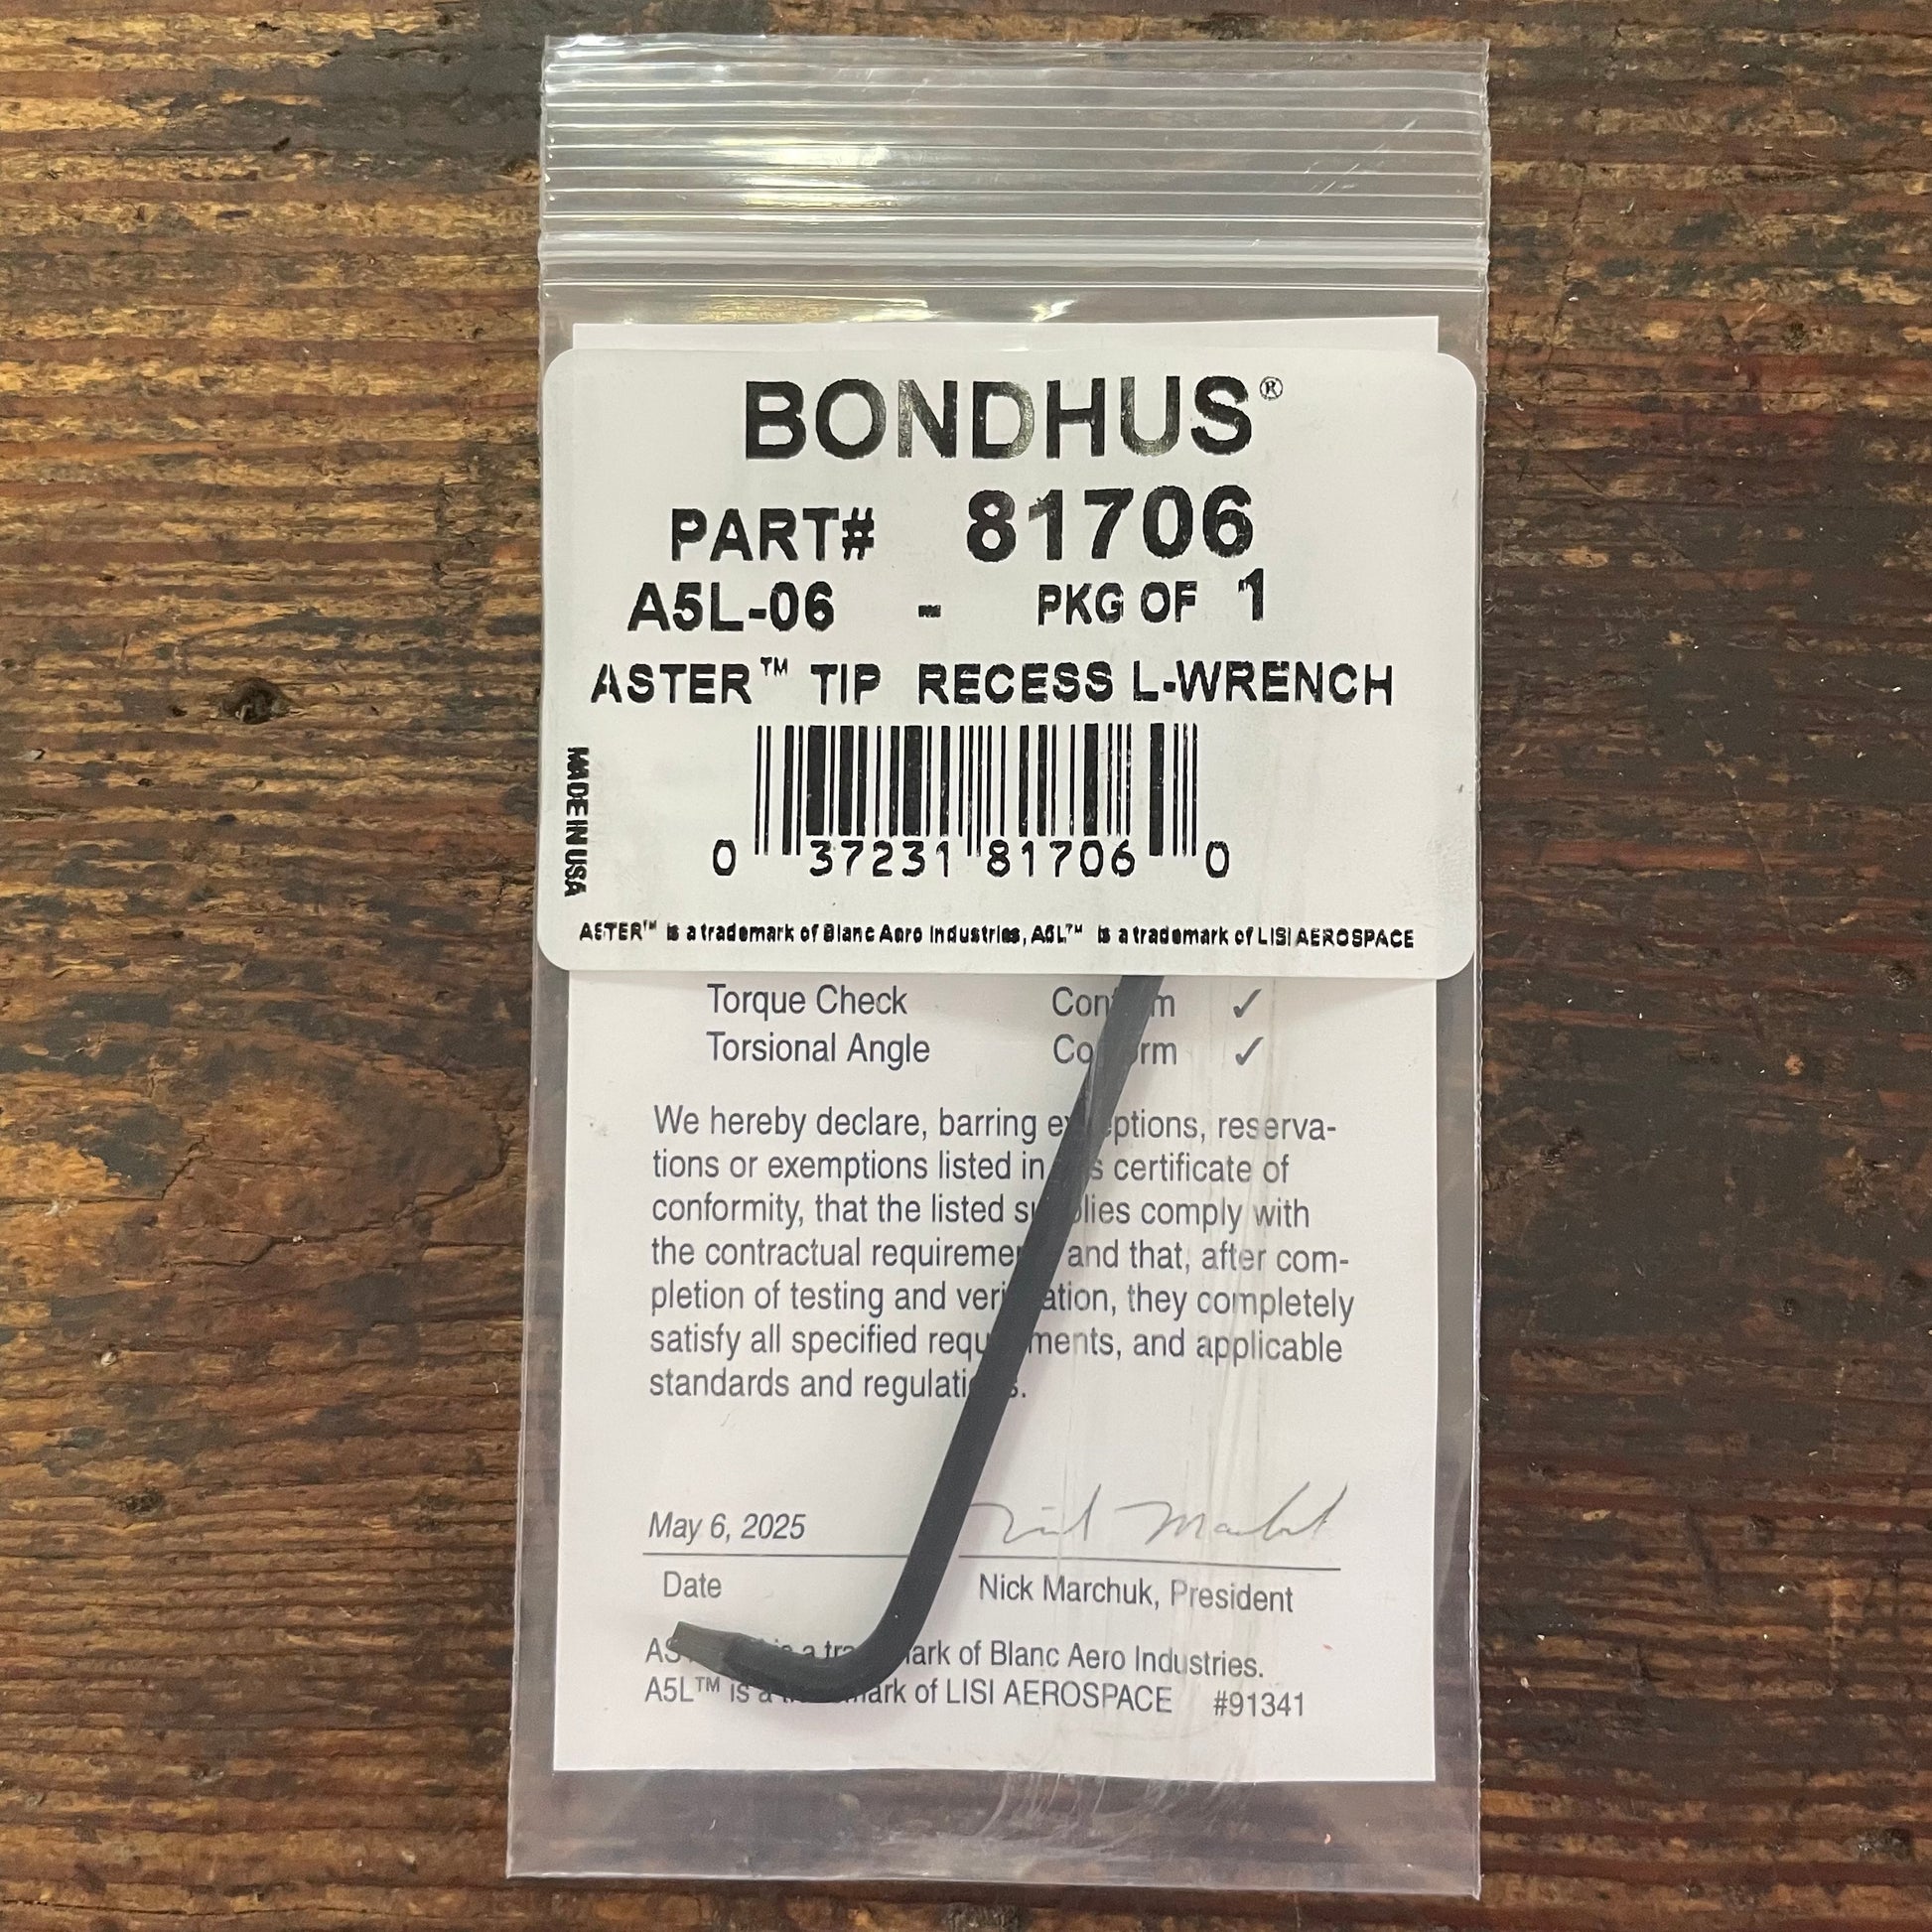 BONDHUS®
PART# 81706
A5L-06 - PKG OF 1
ASTER™ TIP RECESS L-WRENCH
MADE IN USA
0 37231 81706 0
ASTER™ is a trademark of Blanc Aero Industries, A5L™ is a trademark of LISI AEROSPACE
Torque Check Conform ✓
Torsional Angle Conform ✓
We hereby declare, barring exceptions, reserva-
tions or exemptions listed in this certificate of
conformity, that the listed supplies comply with
the contractual requirements and that, after com-
pletion of testing and verification, they completely
satisfy all specified requirements, and applicable
standards and regulations.
May 6, 2025
Date
Nick Marchuk, President
ASTER™ is a trademark of Blanc Aero Industries.
A5L™ is a trademark of LISI AEROSPACE #91341